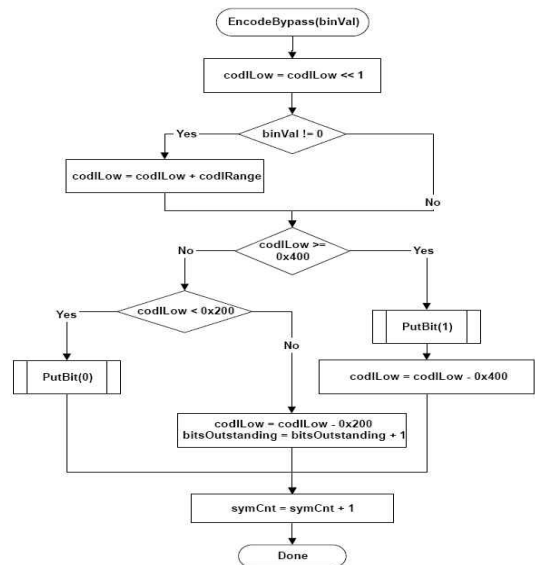 EncodeBypass(binVal)
codILow = codILow << 1
binVal != 0
Yes
codILow = codILow + codIRange
No
codILow >=
0x400
No
Yes
codILow < 0x200
Yes
No
PutBit(1)
PutBit(0)
codILow = codILow - 0x400
codILow = codILow - 0x200
bitsOutstanding = bitsOutstanding + 1
symCnt = symCnt + 1
Done